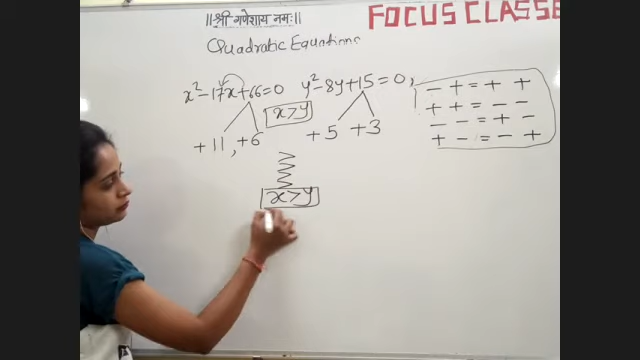 ||श्री गणेशाय नमः||
FOCUS CLASSE
Quadratic Equations
x²-17x+66=0 y²-8y+15=0,
x>y
+11, +6 +5 +3
x>y
- + = + +
+ + = - -
- - = + -
+ - = - +